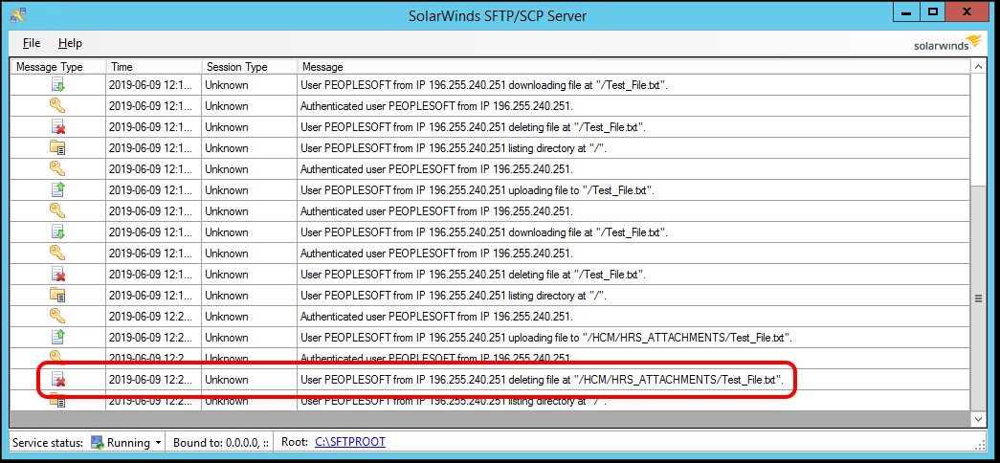 SolarWinds SFTP/SCP Server
File Help
solarwinds
Message Type Time Session Type Message
2019-06-09 12:1... Unknown User PEOPLESOFT from IP 196.255.240.251 downloading file at "/Test_File.txt".
2019-06-09 12:1... Unknown Authenticated user PEOPLESOFT from IP 196.255.240.251.
2019-06-09 12:1... Unknown User PEOPLESOFT from IP 196.255.240.251 deleting file at "/Test_File.txt".
2019-06-09 12:1... Unknown User PEOPLESOFT from IP 196.255.240.251 listing directory at "/".
2019-06-09 12:1... Unknown Authenticated user PEOPLESOFT from IP 196.255.240.251.
2019-06-09 12:1... Unknown User PEOPLESOFT from IP 196.255.240.251 uploading file to "/Test_File.txt".
2019-06-09 12:1... Unknown Authenticated user PEOPLESOFT from IP 196.255.240.251.
2019-06-09 12:1... Unknown User PEOPLESOFT from IP 196.255.240.251 downloading file at "/Test_File.txt".
2019-06-09 12:1... Unknown Authenticated user PEOPLESOFT from IP 196.255.240.251.
2019-06-09 12:1... Unknown User PEOPLESOFT from IP 196.255.240.251 deleting file at "/Test_File.txt".
2019-06-09 12:1... Unknown User PEOPLESOFT from IP 196.255.240.251 listing directory at "/".
2019-06-09 12:2... Unknown Authenticated user PEOPLESOFT from IP 196.255.240.251.
2019-06-09 12:2... Unknown User PEOPLESOFT from IP 196.255.240.251 uploading file to "/HCM/HRS_ATTACHMENTS/Test_File.txt".
2019-06-09 12:2... Unknown Authenticated user PEOPLESOFT from IP 196.255.240.251.
2019-06-09 12:2... Unknown User PEOPLESOFT from IP 196.255.240.251 deleting file at "/HCM/HRS_ATTACHMENTS/Test_File.txt".
2019-06-09 12:2... Unknown User PEOPLESOFT from IP 196.255.240.251 listing directory at "/".
Service status: Running Bound to: 0.0.0.0, :: Root: C:\SFTPROOT